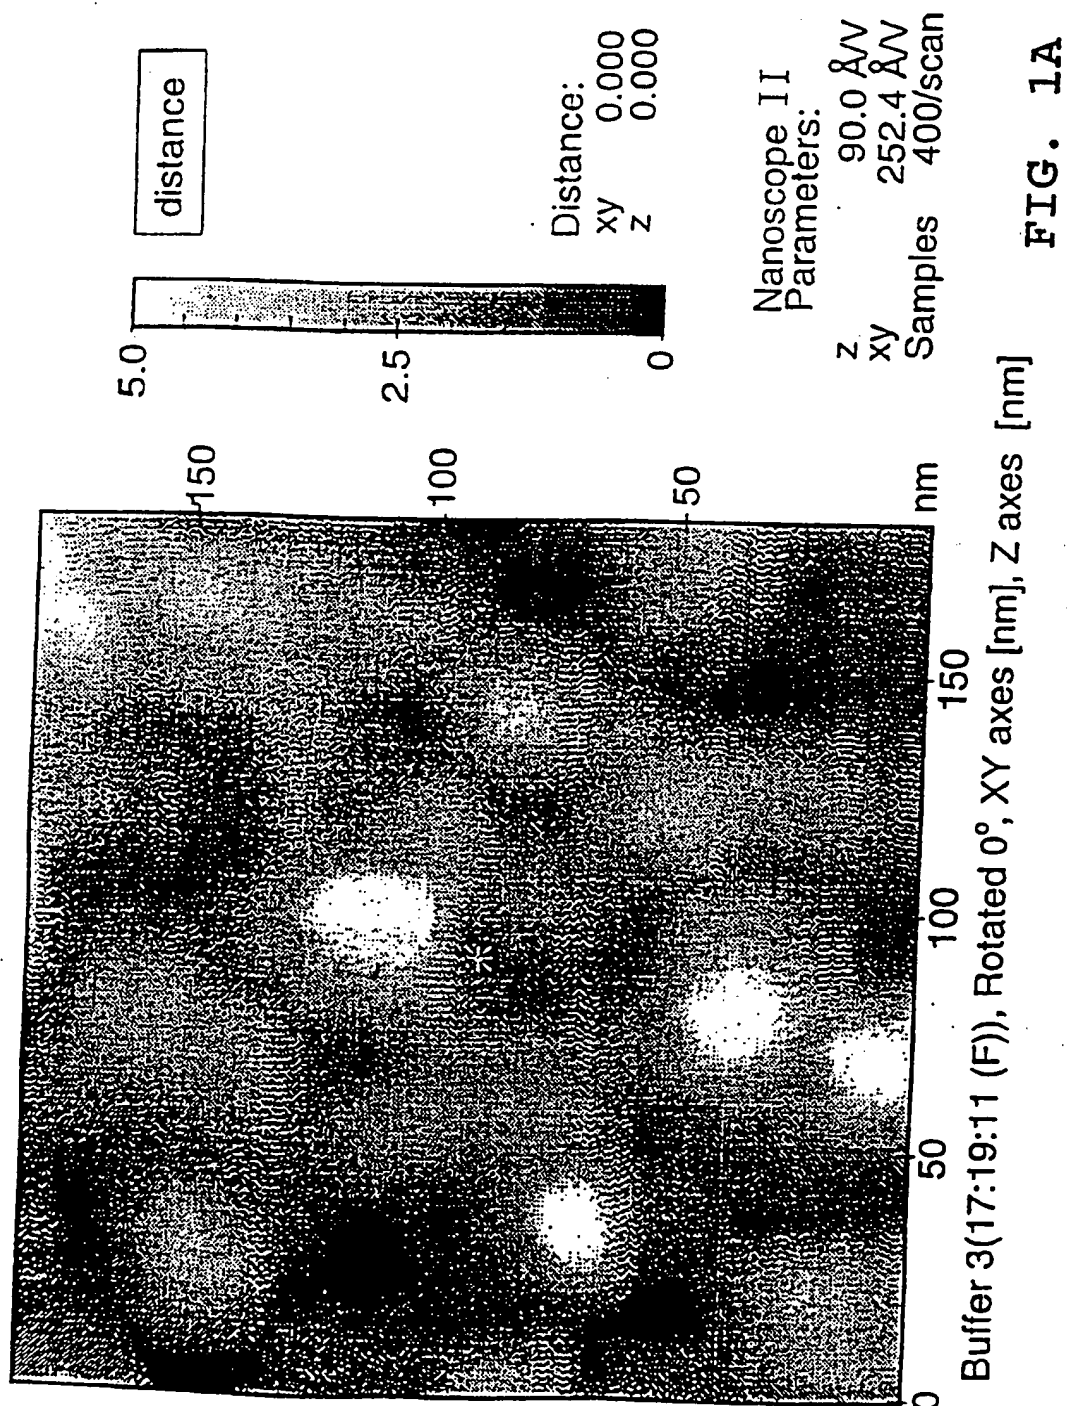 distance
5.0
2.5
0
Distance:
xy 0.000
z 0.000
Nanoscope II
Parameters:
z 90.0 Å/V
xy 252.4 Å/V
Samples 400/scan
150
100
50
nm
0
50
100
150
Buffer 3(17:19:11 (F)), Rotated 0°, XY axes [nm], Z axes [nm]
FIG. 1A